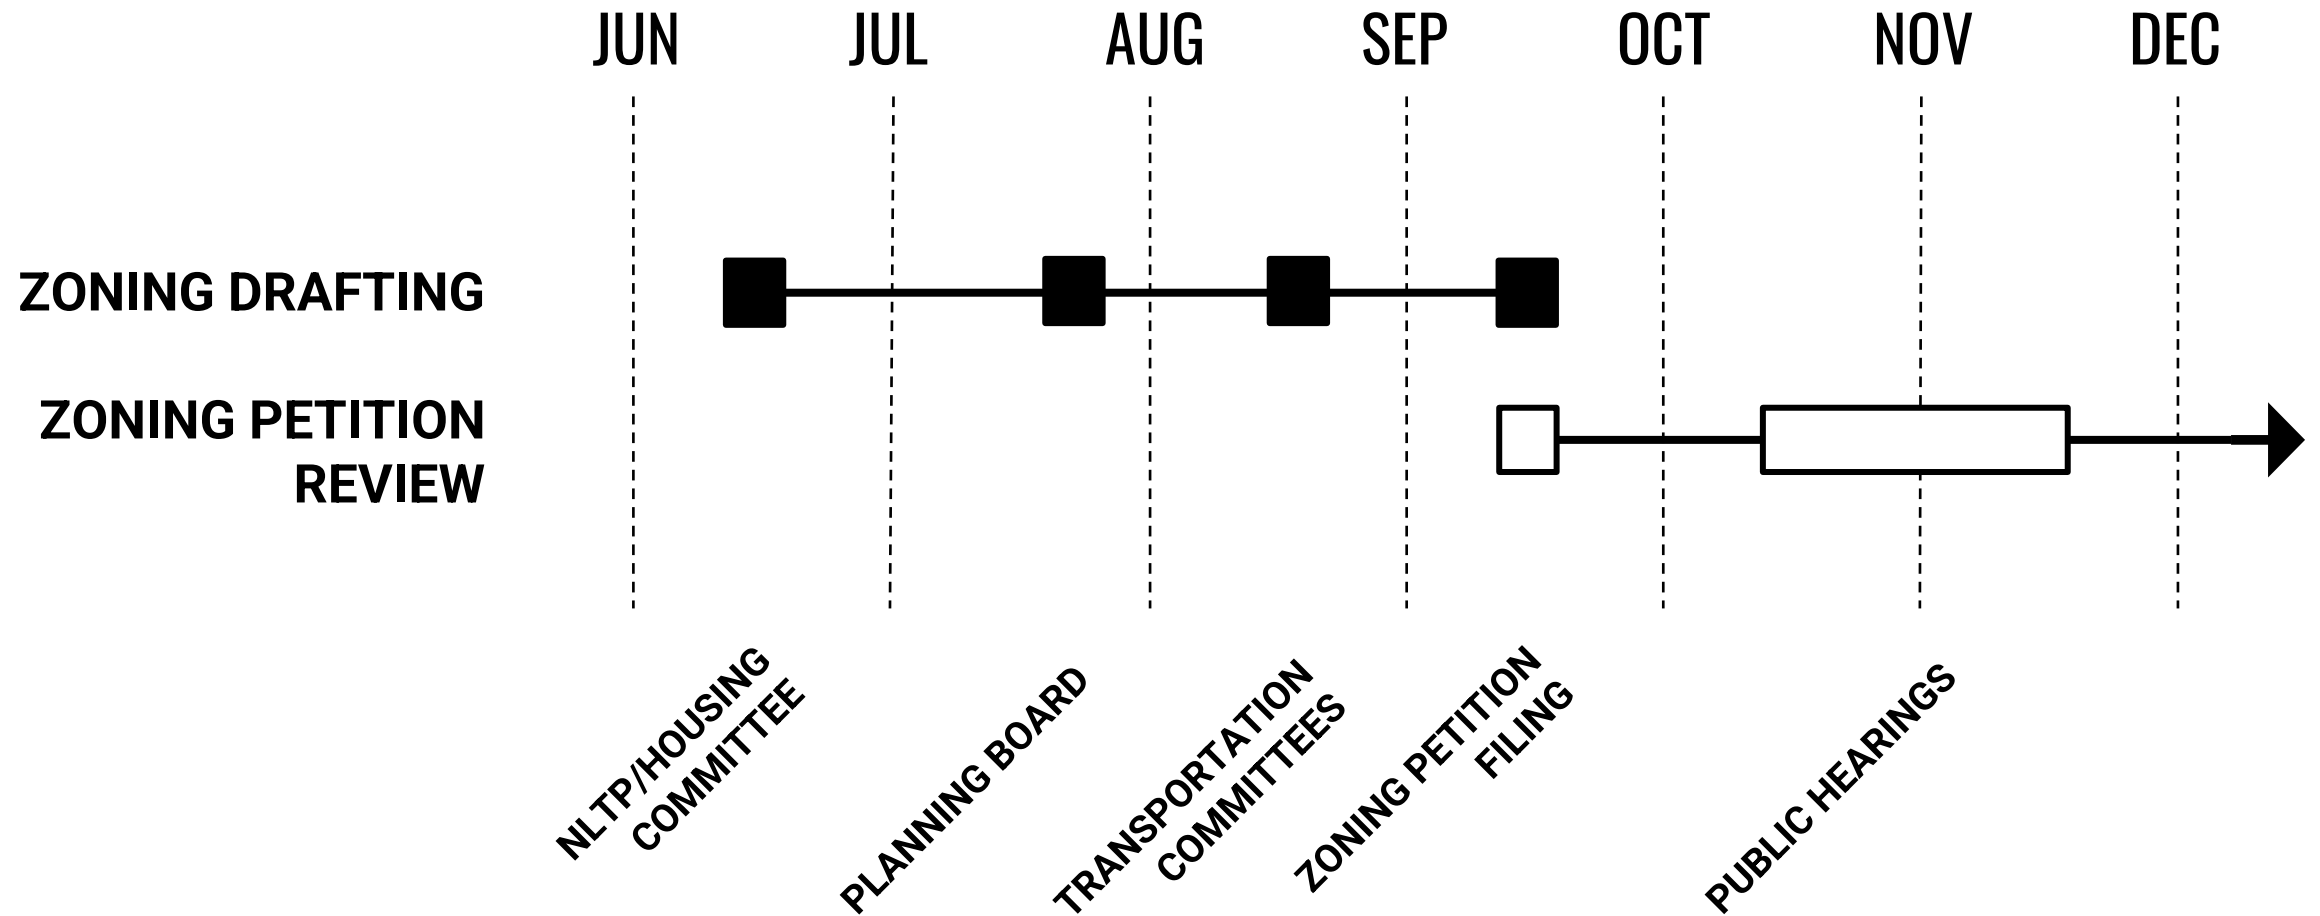 JUN JUL AUG SEP OCT NOV DEC
ZONING DRAFTING
ZONING PETITION
REVIEW
NLTP/HOUSING
COMMITTEE
PLANNING BOARD
TRANSPORTATION
COMMITTEES
ZONING PETITION
FILING
PUBLIC HEARINGS